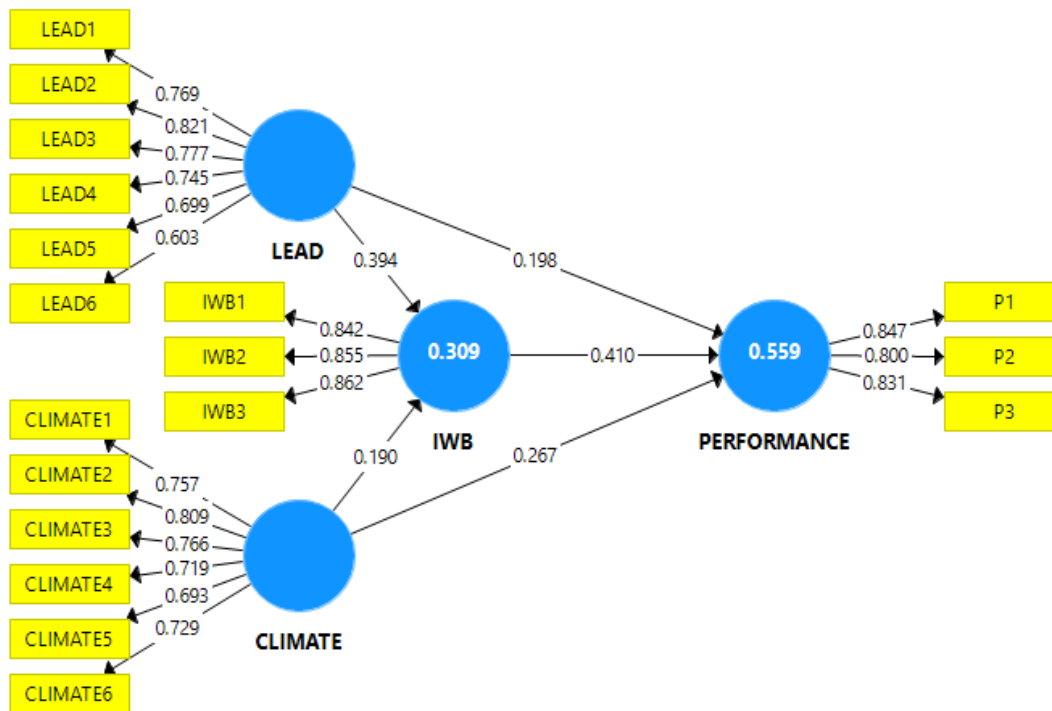 LEAD1
LEAD2
LEAD3
LEAD4
LEAD5
LEAD6
0.769
0.821
0.777
0.745
0.699
0.603
LEAD
0.394
0.198
IWB1
IWB2
IWB3
0.842
0.855
0.862
0.309
IWB
0.410
0.559
PERFORMANCE
0.847
0.800
0.831
P1
P2
P3
0.190
0.267
CLIMATE1
CLIMATE2
CLIMATE3
CLIMATE4
CLIMATE5
CLIMATE6
0.757
0.809
0.766
0.719
0.693
0.729
CLIMATE